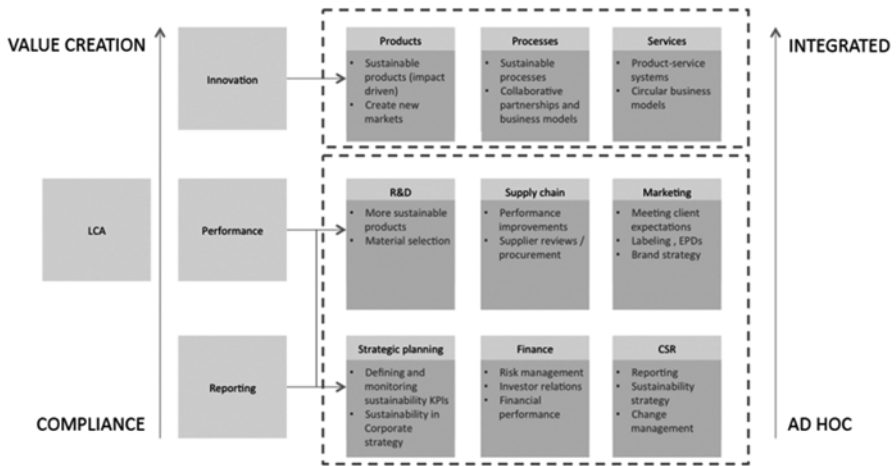 VALUE CREATION
INTEGRATED
Innovation
Products
• Sustainable
products (impact
driven)
• Create new
markets
Processes
• Sustainable
processes
• Collaborative
partnerships and
business models
Services
• Product-service
systems
• Circular business
models
LCA
Performance
R&D
• More sustainable
products
• Material selection
Supply chain
• Performance
improvements
• Supplier reviews /
procurement
Marketing
• Meeting client
expectations
• Labeling , EPDs
• Brand strategy
Reporting
Strategic planning
• Defining and
monitoring
sustainability KPIs
• Sustainability in
Corporate
strategy
Finance
• Risk management
• Investor relations
• Financial
performance
CSR
• Reporting
• Sustainability
strategy
• Change
management
COMPLIANCE
AD HOC